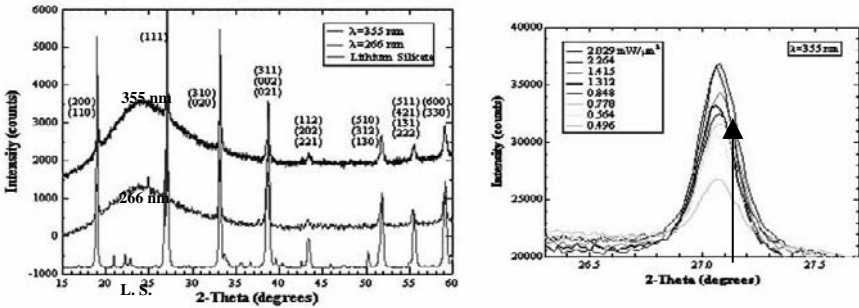 6000
5000
4000
3000
2000
1000
0
-1000
Intensity (counts)
λ=355 nm
λ=266 nm
Lithium Silicate
(111)
(200)
(110)
355 nm
(310)
(020)
(311)
(002)
(021)
(112)
(202)
(221)
(510)
(312)
(130)
(511)
(421)
(131)
(222)
(600)
(330)
266 nm
15 20 25 30 35 40 45 50 55 60
L. S.
2-Theta (degrees)
40000
35000
30000
25000
20000
Intensity (counts)
2.029 mW/μm²
2.264
1.415
1.312
0.848
0.778
0.564
0.496
λ=355nm
26.5 27.0 27.5
2-Theta (degrees)